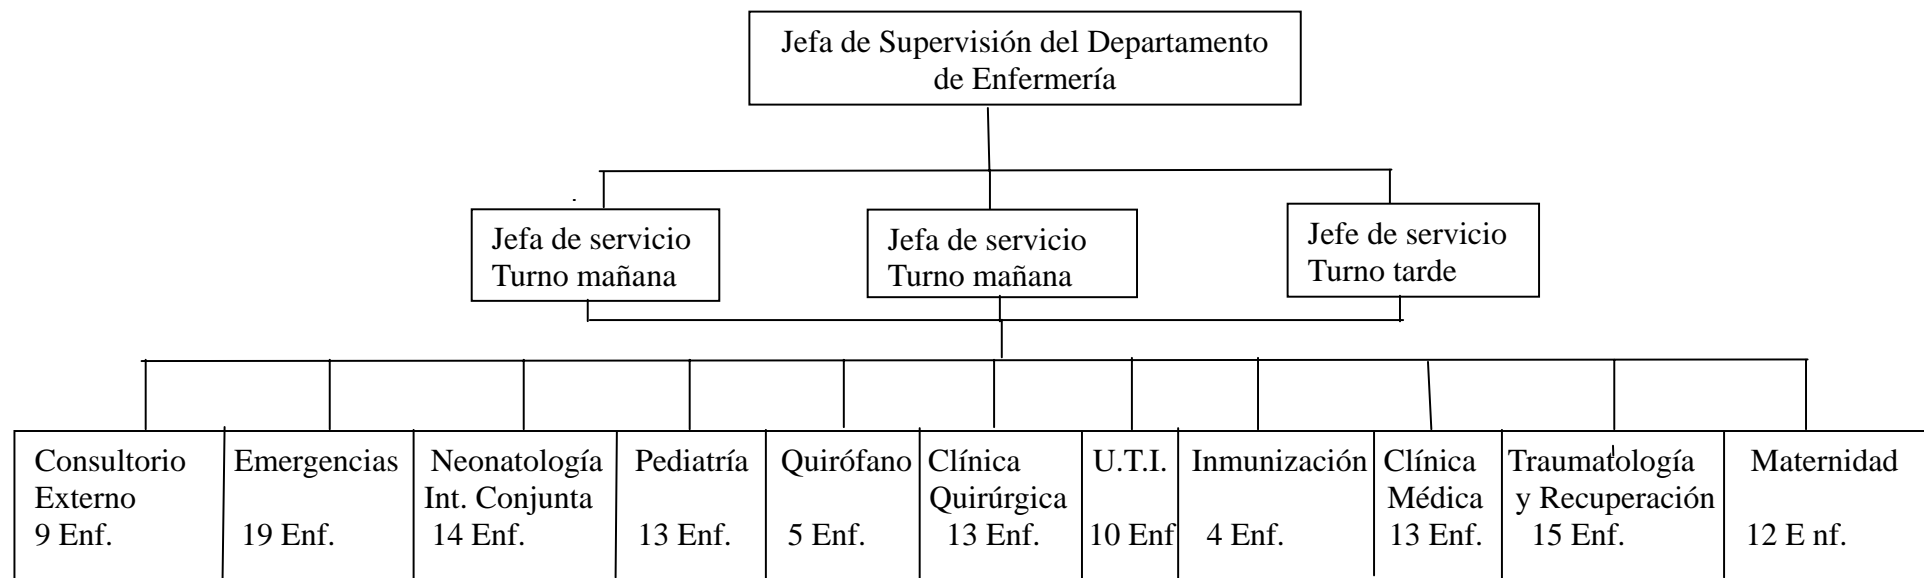 Jefa de Supervisión del Departamento
de Enfermería
Jefa de servicio
Turno mañana
Jefa de servicio
Turno mañana
Jefe de servicio
Turno tarde
Consultorio
Externo
9 Enf.
Emergencias
19 Enf.
Neonatología
Int. Conjunta
14 Enf.
Pediatría
13 Enf.
Quirófano
5 Enf.
Clínica
Quirúrgica
13 Enf.
U.T.I.
10 Enf
Inmunización
4 Enf.
Clínica
Médica
13 Enf.
Traumatología
y Recuperación
15 Enf.
Maternidad
12 E nf.